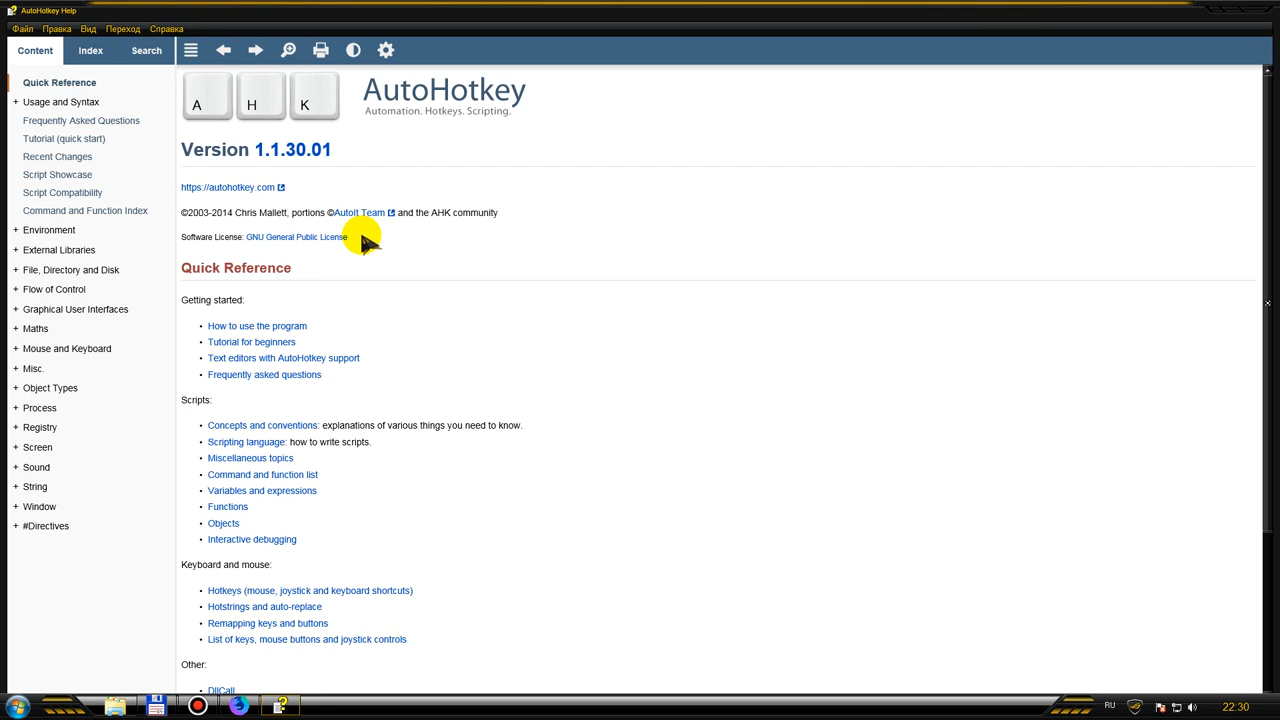 AutoHotkey Help
Файл Правка Вид Переход Справка
Content Index Search
Quick Reference
+ Usage and Syntax
Frequently Asked Questions
Tutorial (quick start)
Recent Changes
Script Showcase
Script Compatibility
Command and Function Index
+ Environment
+ External Libraries
+ File, Directory and Disk
+ Flow of Control
+ Graphical User Interfaces
+ Maths
+ Mouse and Keyboard
+ Misc.
+ Object Types
+ Process
+ Registry
+ Screen
+ Sound
+ String
+ Window
+ #Directives
A H K
AutoHotkey
Automation. Hotkeys. Scripting.
Version 1.1.30.01
https://autohotkey.com
©2003-2014 Chris Mallett, portions ©AutoIt Team and the AHK community
Software License: GNU General Public License
Quick Reference
Getting started:
• How to use the program
• Tutorial for beginners
• Text editors with AutoHotkey support
• Frequently asked questions
Scripts:
• Concepts and conventions: explanations of various things you need to know.
• Scripting language: how to write scripts.
• Miscellaneous topics
• Command and function list
• Variables and expressions
• Functions
• Objects
• Interactive debugging
Keyboard and mouse:
• Hotkeys (mouse, joystick and keyboard shortcuts)
• Hotstrings and auto-replace
• Remapping keys and buttons
• List of keys, mouse buttons and joystick controls
Other:
• DllCall
RU 22:30